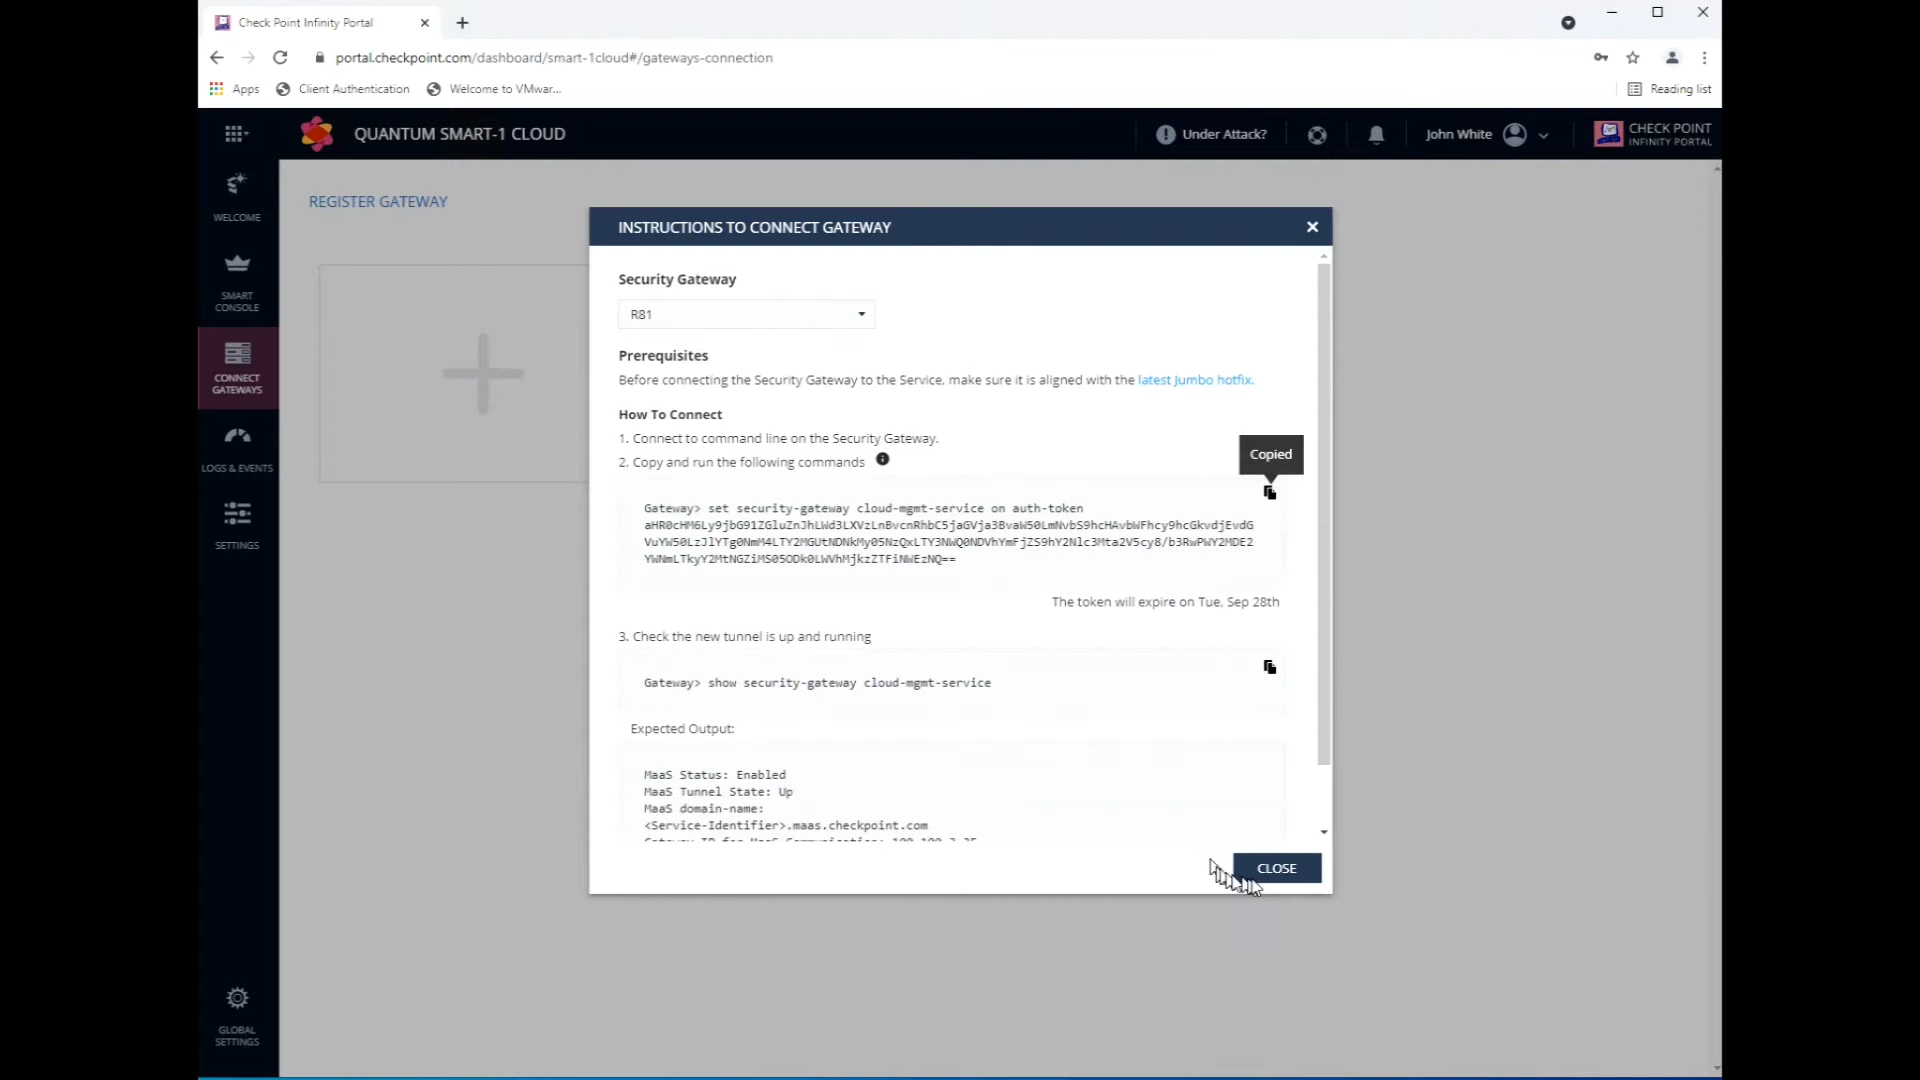 Check Point Infinity Portal
portal.checkpoint.com/dashboard/smart-1cloud#/gateways-connection
Apps
Client Authentication
Welcome to VMwar...
Reading list
QUANTUM SMART-1 CLOUD
Under Attack?
John White
CHECK POINT
INFINITY PORTAL
WELCOME
SMART
CONSOLE
CONNECT
GATEWAYS
LOGS & EVENTS
SETTINGS
GLOBAL
SETTINGS
REGISTER GATEWAY
INSTRUCTIONS TO CONNECT GATEWAY
Security Gateway
R81
Prerequisites
Before connecting the Security Gateway to the Service, make sure it is aligned with the latest Jumbo hotfix.
How To Connect
1. Connect to command line on the Security Gateway.
2. Copy and run the following commands
Copied
Gateway> set security-gateway cloud-mgmt-service on auth-token
The token will expire on Tue, Sep 28th
3. Check the new tunnel is up and running
Gateway> show security-gateway cloud-mgmt-service
Expected Output:
MaaS Status: Enabled
MaaS Tunnel State: Up
MaaS domain-name:
<Service-Identifier>.maas.checkpoint.com
CLOSE